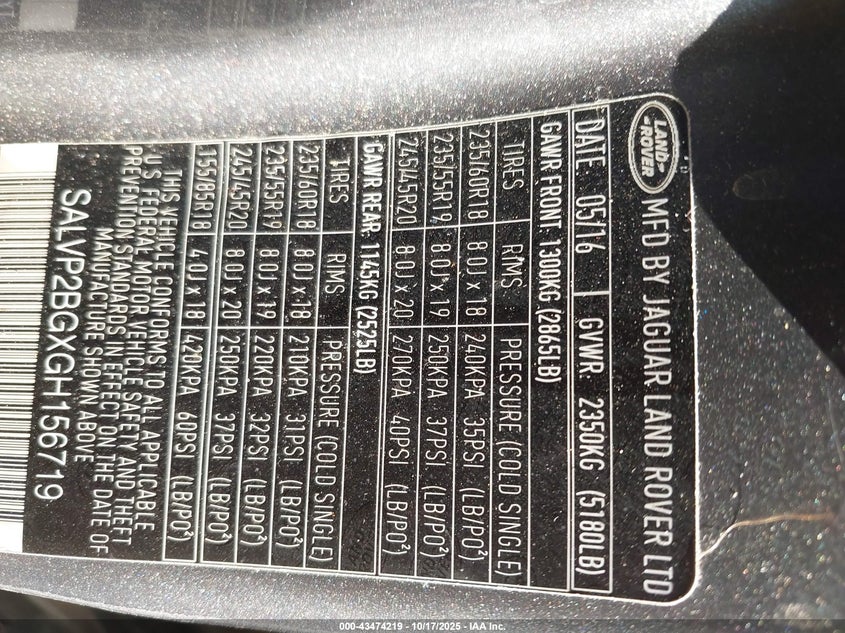 LAND-
-ROVER
MFD BY JAGUAR LAND ROVER LTD
DATE: 05/16 | GVWR: 2350KG (5180LB)
GAWR FRONT: 1300KG (2865LB)
TIRES RIMS PRESSURE (COLD SINGLE)
235/60R18 8.0J x 18 240KPA 35PSI (LB/PO²)
235/55R19 8.0J x 19 250KPA 37PSI (LB/PO²)
245/45R20 8.0J x 20 270KPA 40PSI (LB/PO²)
GAWR REAR: 1145KG (2525LB)
TIRES RIMS PRESSURE (COLD SINGLE)
235/60R18 8.0J x 18 210KPA 31PSI (LB/PO²)
235/55R19 8.0J x 19 220KPA 32PSI (LB/PO²)
245/45R20 8.0J x 20 250KPA 37PSI (LB/PO²)
155/85R18 4.0J x 18 420KPA 60PSI (LB/PO²)
THIS VEHICLE CONFORMS TO ALL APPLICABLE
U.S. FEDERAL MOTOR VEHICLE SAFETY AND THEFT
PREVENTION STANDARDS IN EFFECT ON THE DATE OF
MANUFACTURE SHOWN ABOVE
SALVP2BGXGH156719
000-43474219 - 10/17/2025 - IAA Inc.